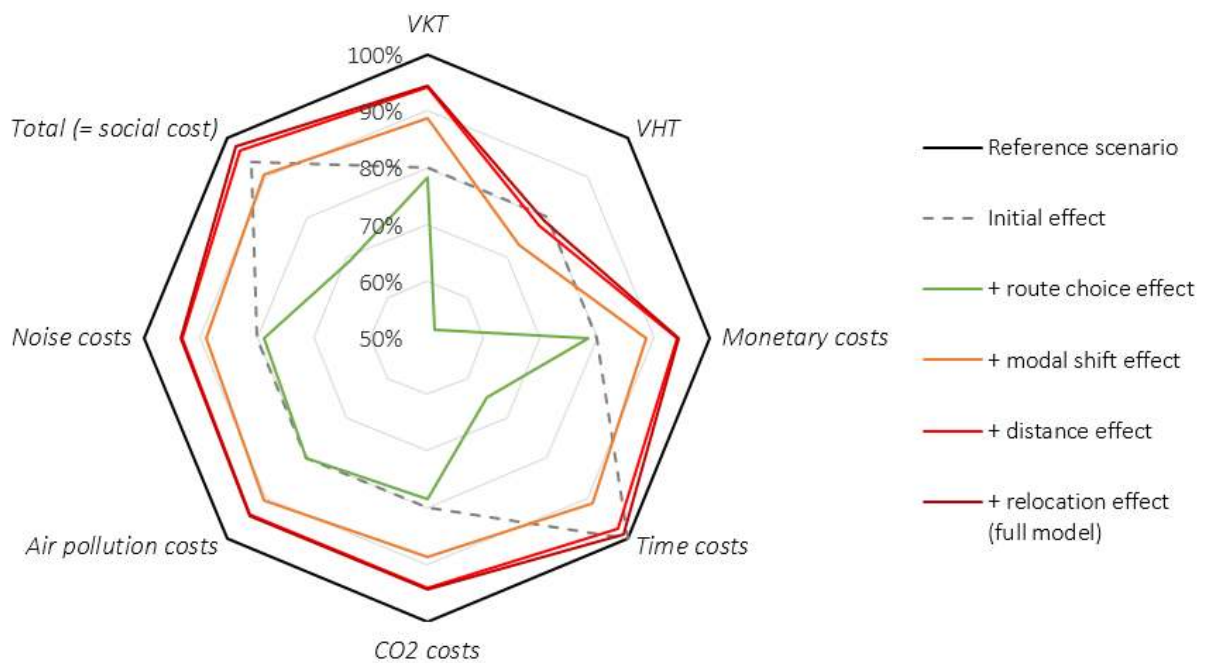 VKT
100%
90%
80%
70%
60%
50%
Total (= social cost)
VHT
Noise costs
Monetary costs
Air pollution costs
Time costs
CO2 costs
Reference scenario
Initial effect
+ route choice effect
+ modal shift effect
+ distance effect
+ relocation effect
(full model)